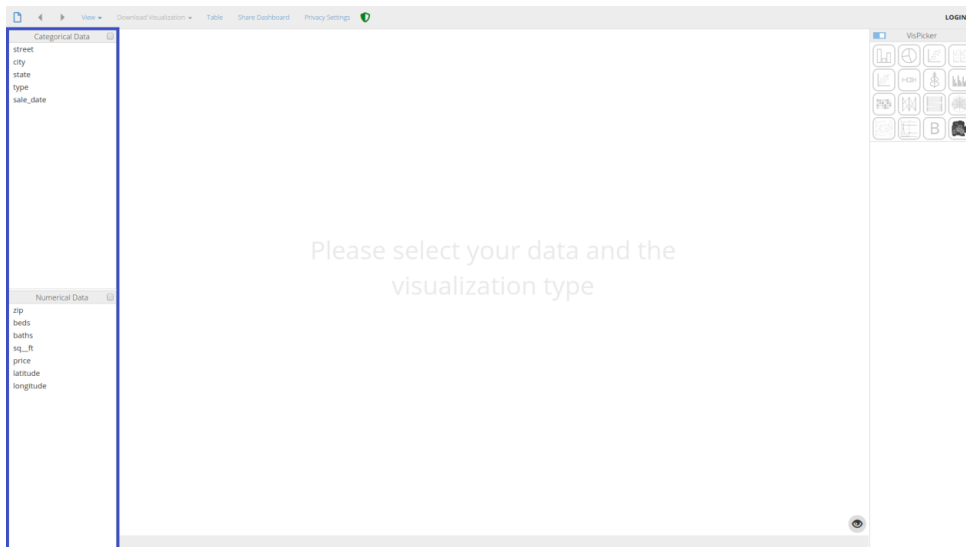 View Download Visualization Table Share Dashboard Privacy Settings LOGIN
Categorical Data
street
city
state
type
sale_date
Numerical Data
zip
beds
baths
sq__ft
price
latitude
longitude
Please select your data and the
visualization type
VisPicker
B